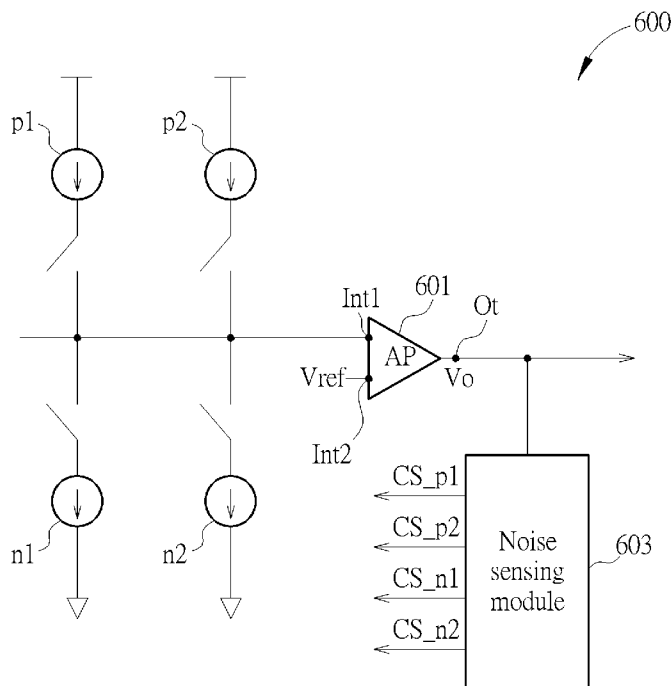 600
p1
p2
601
Int1
Ot
AP
Vref
Vo
Int2
CS_p1
CS_p2
n1
n2
Noise
sensing
module
603
CS_n1
CS_n2